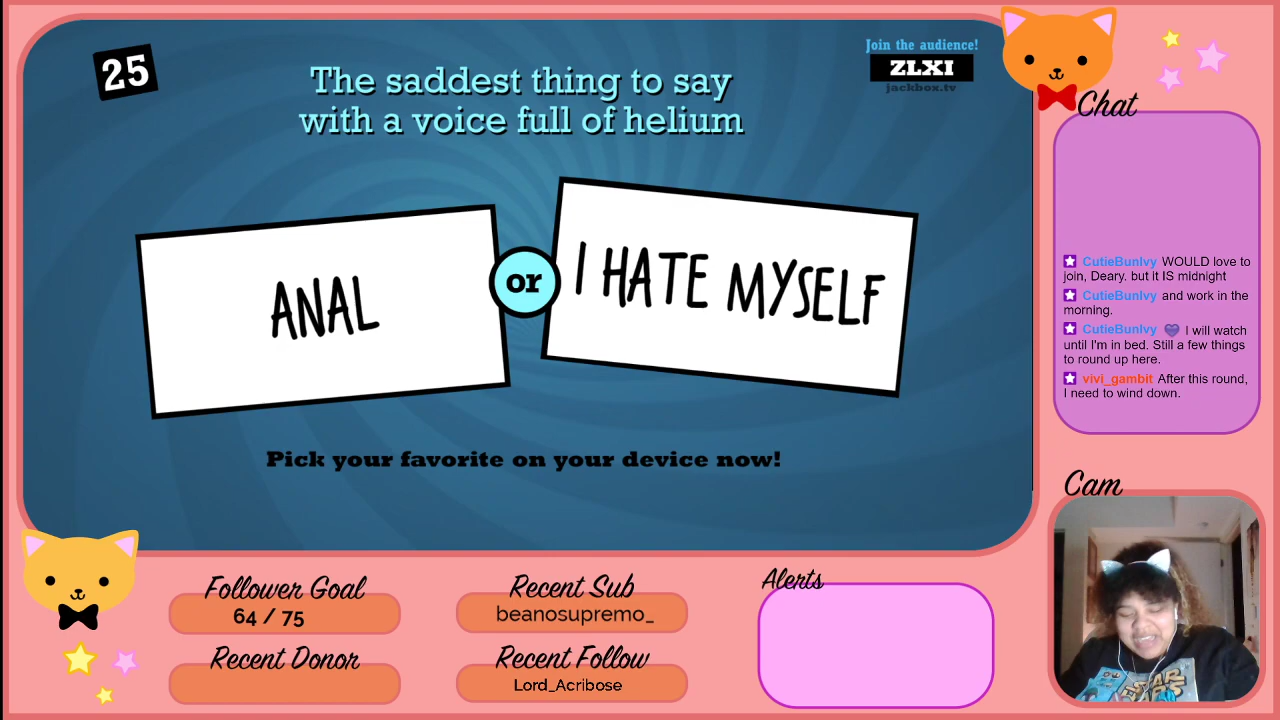 25
The saddest thing to say
with a voice full of helium
Join the audience!
ZLXI
jackbox.tv
ANAL
or
I HATE MYSELF
Pick your favorite on your device now!
Chat
CutieBunIvy WOULD love to
join, Deary. but it IS midnight
CutieBunIvy and work in the
morning.
CutieBunIvy 💜 I will watch
until I'm in bed. Still a few things
to round up here.
vivi_gambit After this round,
I need to wind down.
Cam
Follower Goal
64 / 75
Recent Sub
beanosupremo_
Alerts
Recent Donor
Recent Follow
Lord_Acribose